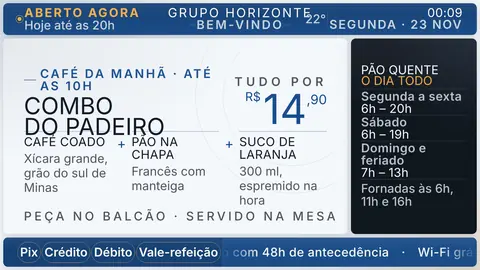 ABERTO AGORA
Hoje até as 20h
GRUPO HORIZONTE
BEM-VINDO
22°
00:09
SEGUNDA · 23 NOV
CAFÉ DA MANHÃ · ATÉ
AS 10H
COMBO
DO PADEIRO
TUDO POR
R$ 14,90
CAFÉ COADO
Xícara grande,
grão do sul de
Minas
+
PÃO NA
CHAPA
Francês com
manteiga
+
SUCO DE
LARANJA
300 ml,
espremido na
hora
PEÇA NO BALCÃO · SERVIDO NA MESA
PÃO QUENTE
O DIA TODO
Segunda a sexta
6h – 20h
Sábado
6h – 19h
Domingo e
feriado
7h – 13h
Fornadas às 6h,
11h e 16h
Pix Crédito Débito Vale-refeição
com 48h de antecedência · Wi-Fi grá